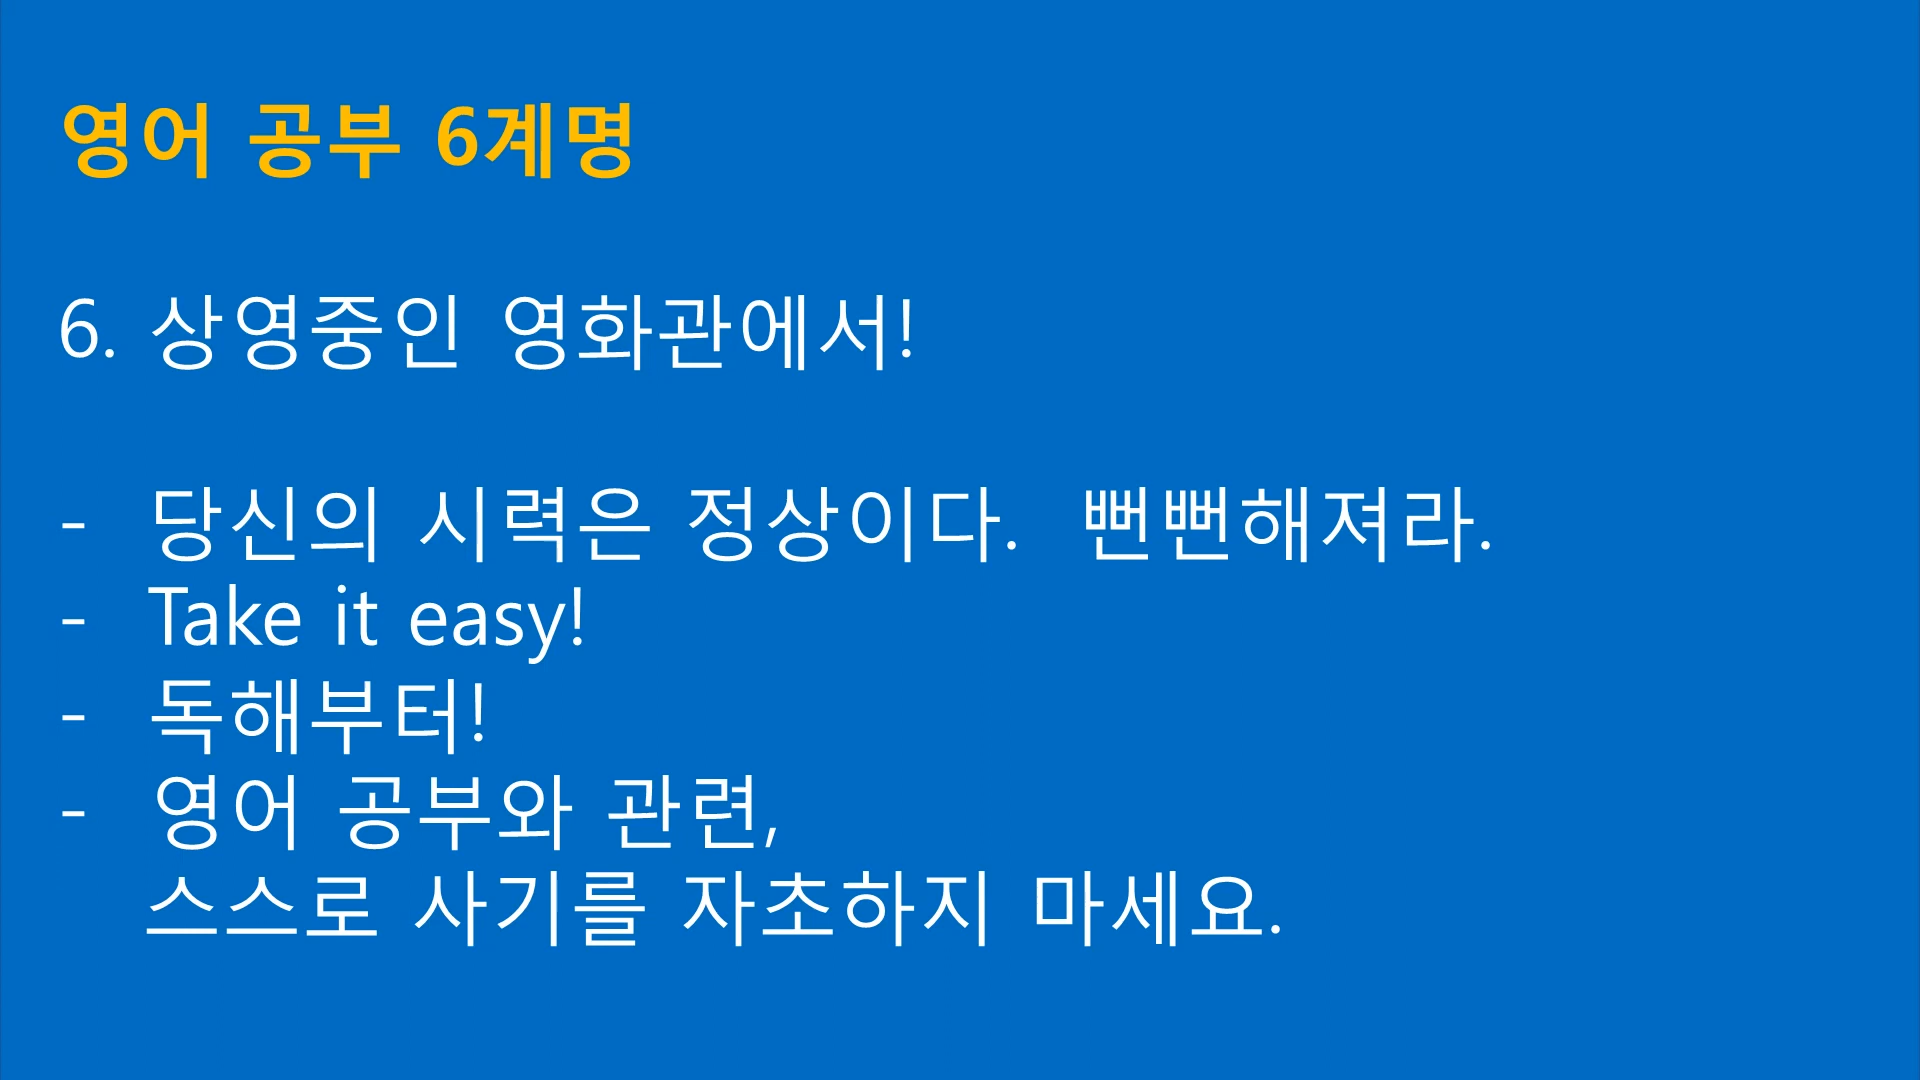 영어 공부 6계명
6. 상영중인 영화관에서!
- 당신의 시력은 정상이다. 뻔뻔해져라.
- Take it easy!
- 독해부터!
- 영어 공부와 관련,
스스로 사기를 자초하지 마세요.